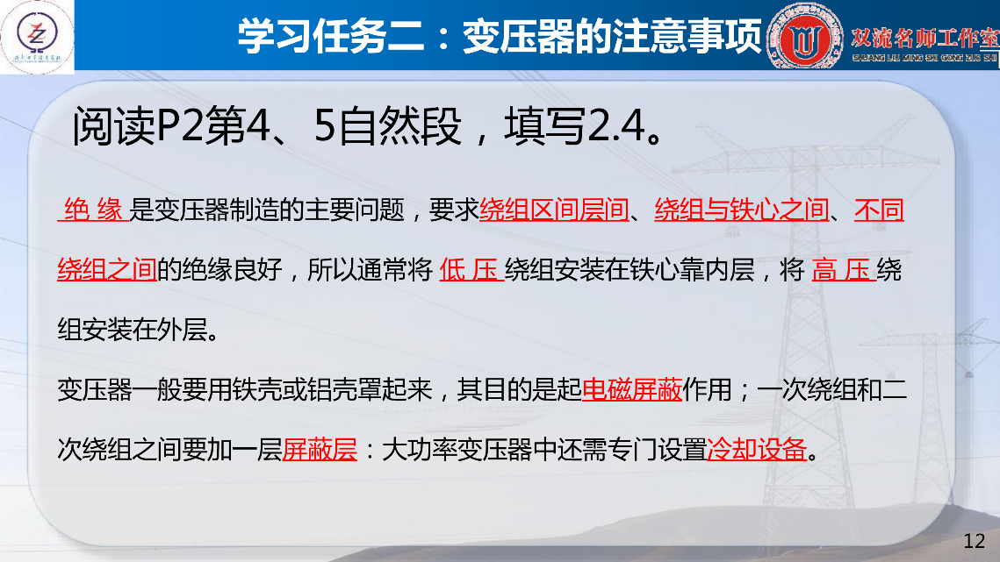 学习任务二：变压器的注意事项
双流名师工作室
SHUANG LIU MING SHI GONG ZUO SHI
阅读P2第4、5自然段，填写2.4。
绝 缘 是变压器制造的主要问题，要求绕组区间层间、绕组与铁心之间、不同
绕组之间的绝缘良好，所以通常将 低 压 绕组安装在铁心靠内层，将 高 压 绕
组安装在外层。
变压器一般要用铁壳或铝壳罩起来，其目的是起电磁屏蔽作用；一次绕组和二
次绕组之间要加一层屏蔽层：大功率变压器中还需专门设置冷却设备。
12